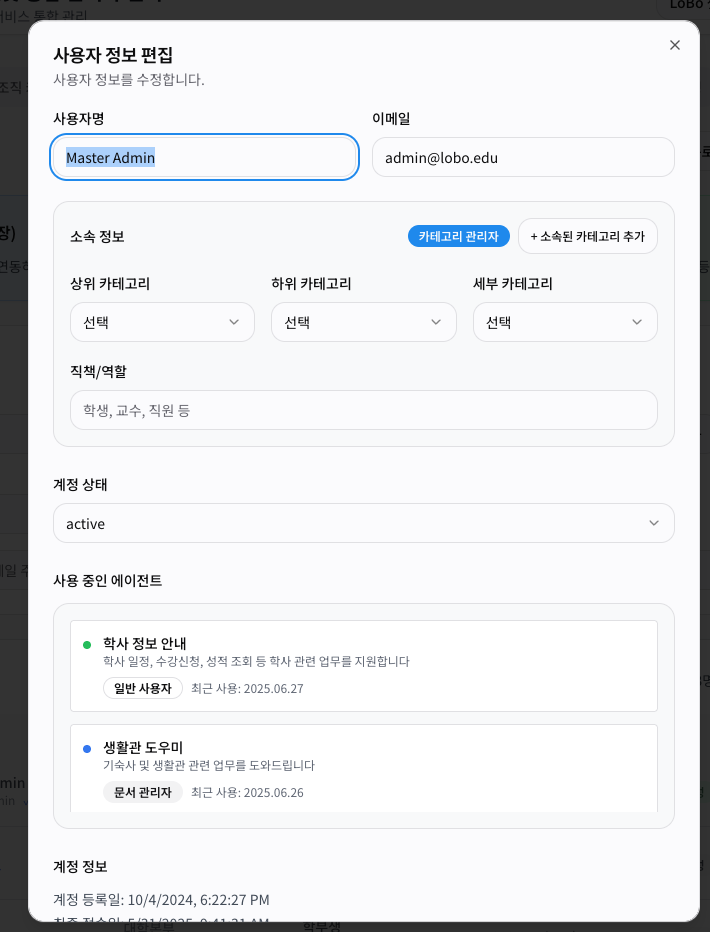 LoBo
비스 통합 관리
사용자 정보 편집
사용자 정보를 수정합니다.
사용자명
이메일
Master Admin
admin@lobo.edu
소속 정보
카테고리 관리자
+ 소속된 카테고리 추가
상위 카테고리
하위 카테고리
세부 카테고리
선택
선택
선택
직책/역할
학생, 교수, 직원 등
계정 상태
active
사용 중인 에이전트
학사 정보 안내
학사 일정, 수강신청, 성적 조회 등 학사 관련 업무를 지원합니다
일반 사용자
최근 사용: 2025.06.27
생활관 도우미
기숙사 및 생활관 관련 업무를 도와드립니다
문서 관리자
최근 사용: 2025.06.26
계정 정보
계정 등록일: 10/4/2024, 6:22:27 PM